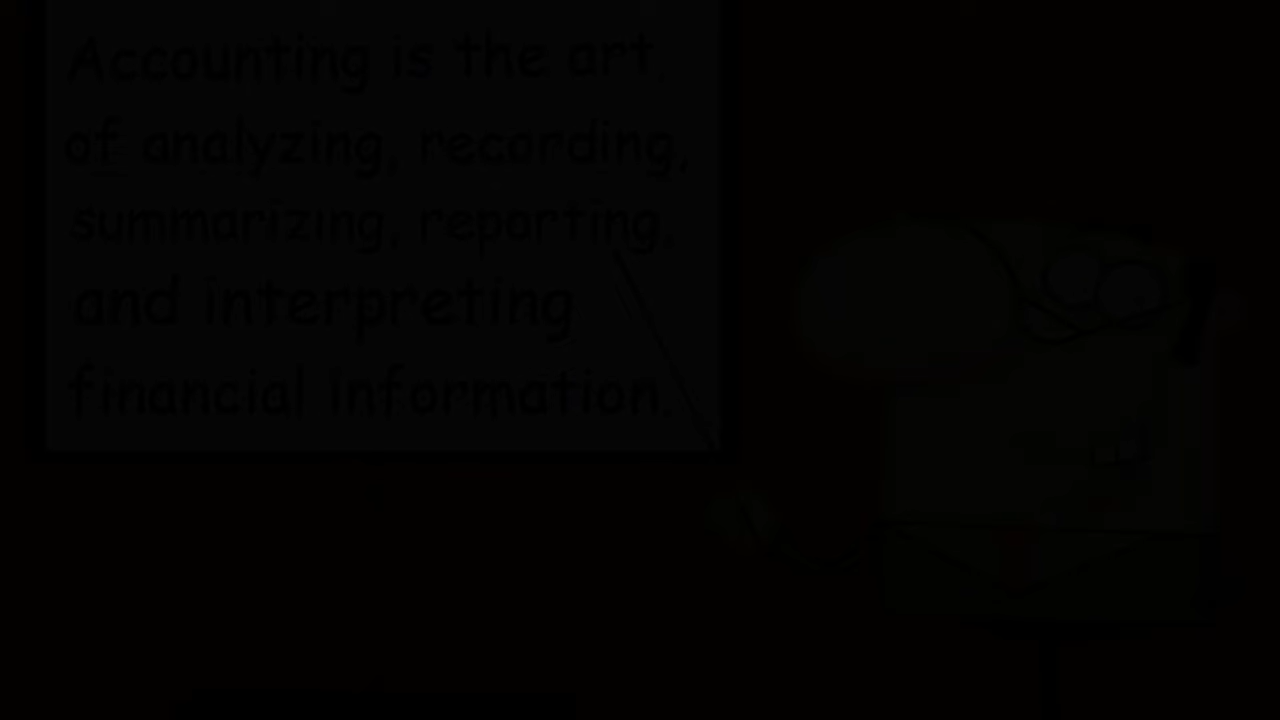 Accounting is the art,
of analyzing, recording,
summarizing, reporting,
and interpreting
financial information.